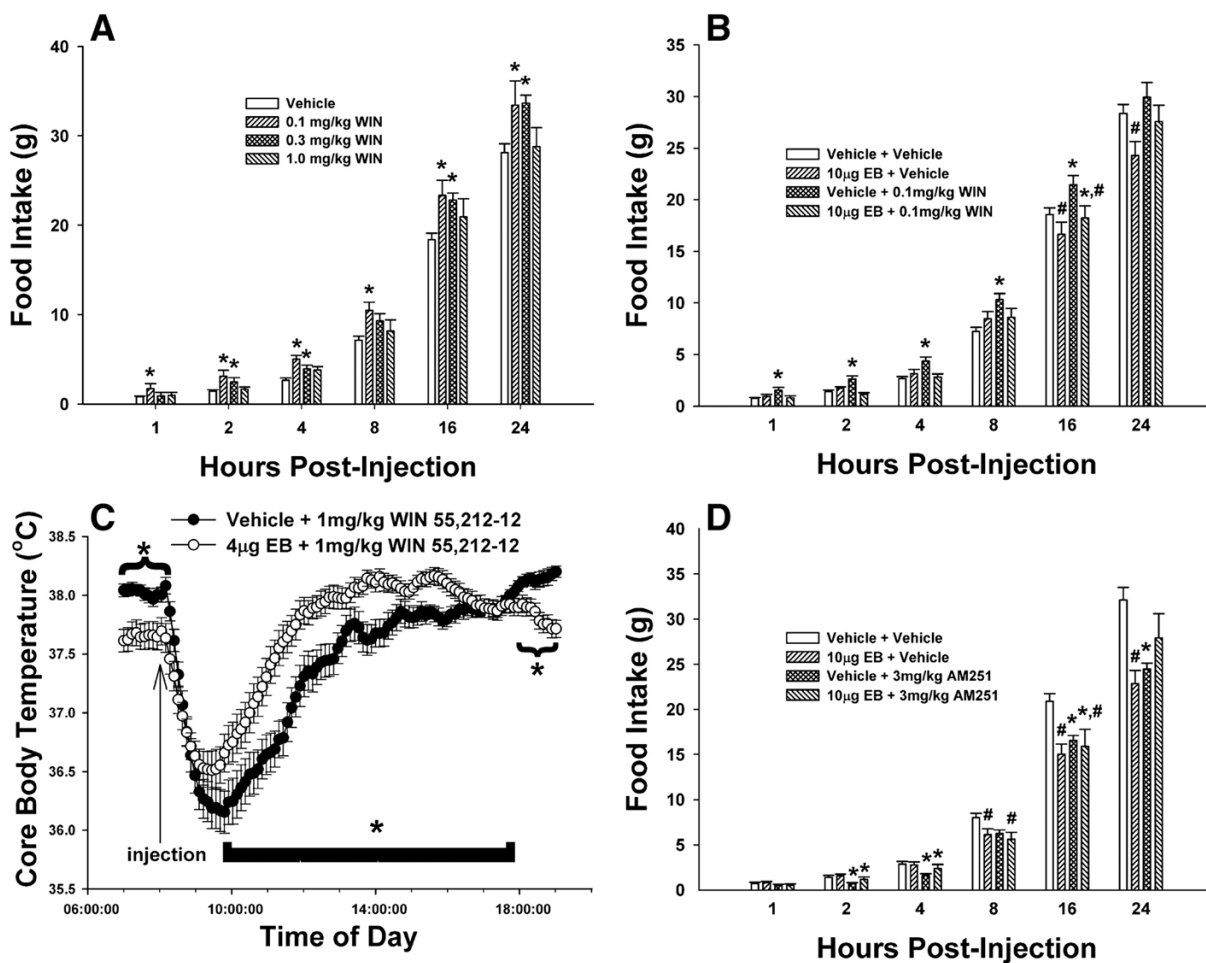 A
Food Intake (g)
40
30
20
10
0
Vehicle
0.1 mg/kg WIN
0.3 mg/kg WIN
1.0 mg/kg WIN
*
* *
* *
*
* *
* *
1 2 4 8 16 24
Hours Post-Injection
B
Food Intake (g)
35
30
25
20
15
10
5
0
Vehicle + Vehicle
10µg EB + Vehicle
Vehicle + 0.1mg/kg WIN
10µg EB + 0.1mg/kg WIN
*
*
*
*
# * *,#
#
1 2 4 8 16 24
Hours Post-Injection
C
Core Body Temperature (°C)
38.5
38.0
37.5
37.0
36.5
36.0
35.5
Vehicle + 1mg/kg WIN 55,212-12
4µg EB + 1mg/kg WIN 55,212-12
*
*
*
injection
06:00:00 10:00:00 14:00:00 18:00:00
Time of Day
D
Food Intake (g)
40
35
30
25
20
15
10
5
0
Vehicle + Vehicle
10µg EB + Vehicle
Vehicle + 3mg/kg AM251
10µg EB + 3mg/kg AM251
* *
* *
# #
# * *,#
# *
1 2 4 8 16 24
Hours Post-Injection